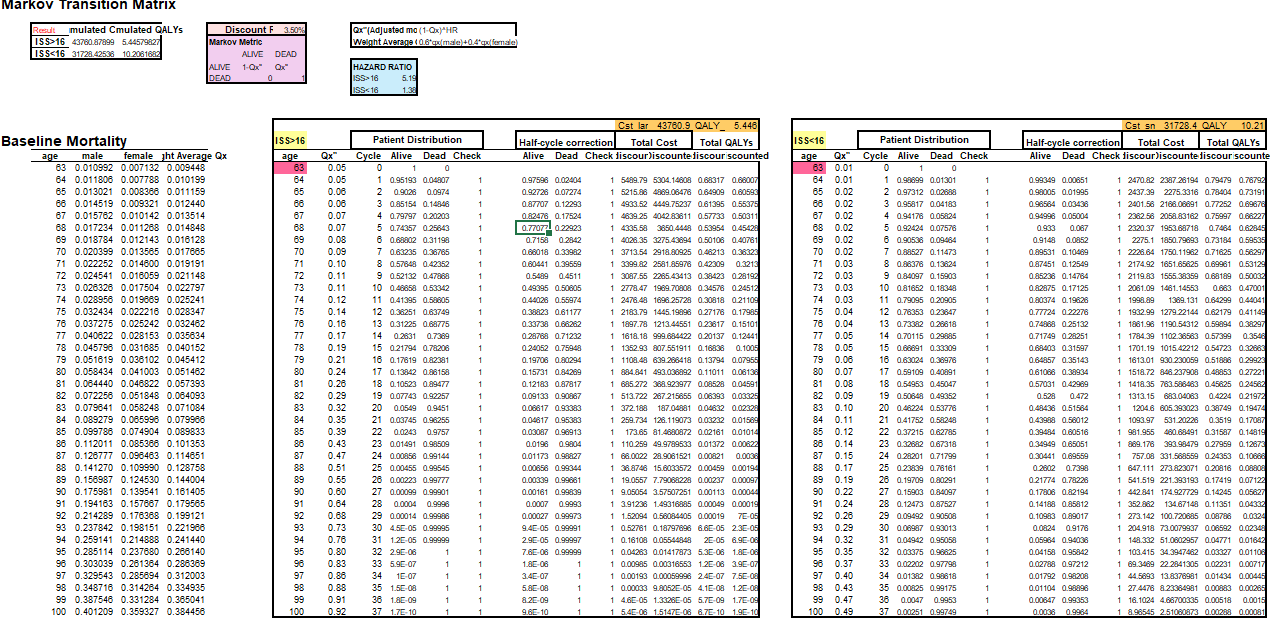 Markov Transition Matrix
Result mulated Cmulated QALYs
ISS>16 43760.87899 5.44579827
ISS<16 31728.42536 10.2061682
Discount F 3.50%
Markov Metric
ALIVE DEAD
ALIVE 1-Qx" Qx"
DEAD 0 1
Qx"(Adjusted mc (1-Qx)^HR
Weight Average ( 0.6*qx(male)+0.4*qx(female)
HAZARD RATIO
ISS>16 5.19
ISS<16 1.38
Baseline Mortality
age male female ght Average Qx
63 0.010992 0.007132 0.009448
64 0.011806 0.007788 0.010199
65 0.013021 0.008366 0.011159
66 0.014519 0.009321 0.012440
67 0.015762 0.010142 0.013514
68 0.017234 0.011268 0.014848
69 0.018784 0.012143 0.016128
70 0.020399 0.013565 0.017665
71 0.022252 0.014600 0.019191
72 0.024541 0.016059 0.021148
73 0.026326 0.017504 0.022797
74 0.028956 0.019669 0.025241
75 0.032434 0.022216 0.028347
76 0.037275 0.025242 0.032462
77 0.040622 0.028153 0.035634
78 0.045796 0.031685 0.040152
79 0.051619 0.036102 0.045412
80 0.058434 0.041003 0.051462
81 0.064440 0.046822 0.057393
82 0.072256 0.051848 0.064093
83 0.079641 0.058248 0.071084
84 0.089279 0.065996 0.079966
85 0.099786 0.074904 0.089833
86 0.112011 0.085366 0.101353
87 0.126777 0.096463 0.114651
88 0.141270 0.109990 0.128758
89 0.156987 0.124530 0.144004
90 0.175981 0.139541 0.161405
91 0.194163 0.157667 0.179565
92 0.214289 0.176368 0.199121
93 0.237842 0.198151 0.221966
94 0.259141 0.214888 0.241440
95 0.285114 0.237680 0.266140
96 0.303039 0.261364 0.286369
97 0.329543 0.285694 0.312003
98 0.348716 0.314264 0.334935
99 0.387546 0.331284 0.365041
100 0.401209 0.359327 0.384456
Cst_lar 43760.9 QALY_ 5.446
ISS>16 Patient Distribution Half-cycle correction Total Cost Total QALYs
age Qx" Cycle Alive Dead Check Alive Dead Check
63 0.05 0 1 0
64 0.05 1 0.95193 0.04807 1 0.97596 0.02404 1 5489.79 5304.14608 0.68317 0.66007
65 0.06 2 0.9026 0.0974 1 0.92726 0.07274 1 5215.86 4869.06476 0.64909 0.60593
66 0.06 3 0.85154 0.14846 1 0.87707 0.12293 1 4933.52 4449.75237 0.61395 0.55375
67 0.07 4 0.79797 0.20203 1 0.82476 0.17524 1 4639.25 4042.83611 0.57733 0.50311
68 0.07 5 0.74357 0.25643 1 0.77077 0.22923 1 4335.58 3650.4448 0.53954 0.45428
69 0.08 6 0.68802 0.31198 1 0.7158 0.2842 1 4026.35 3275.43694 0.50106 0.40761
70 0.09 7 0.63235 0.36765 1 0.66018 0.33982 1 3713.54 2918.80925 0.46213 0.36323
71 0.10 8 0.57648 0.42352 1 0.60441 0.39559 1 3399.82 2581.85976 0.42309 0.3213
72 0.11 9 0.52132 0.47868 1 0.5489 0.4511 1 3087.55 2265.43413 0.38423 0.28192
73 0.11 10 0.46658 0.53342 1 0.49395 0.50605 1 2778.47 1969.70808 0.34576 0.24512
74 0.12 11 0.41395 0.58605 1 0.44026 0.55974 1 2476.48 1696.25728 0.30818 0.21109
75 0.14 12 0.36251 0.63749 1 0.38823 0.61177 1 2183.79 1445.19896 0.27176 0.17985
76 0.16 13 0.31225 0.68775 1 0.33738 0.66262 1 1897.78 1213.44551 0.23617 0.15101
77 0.17 14 0.2631 0.7369 1 0.28768 0.71232 1 1618.18 999.684422 0.20137 0.12441
78 0.19 15 0.21794 0.78206 1 0.24052 0.75948 1 1352.93 807.551911 0.16836 0.1005
79 0.21 16 0.17619 0.82381 1 0.19706 0.80294 1 1108.48 639.266418 0.13794 0.07955
80 0.24 17 0.13842 0.86158 1 0.15731 0.84269 1 884.841 493.036892 0.11011 0.06136
81 0.26 18 0.10523 0.89477 1 0.12183 0.87817 1 685.272 368.923977 0.08528 0.04591
82 0.29 19 0.07743 0.92257 1 0.09133 0.90867 1 513.722 267.215655 0.06393 0.03325
83 0.32 20 0.0549 0.9451 1 0.06617 0.93383 1 372.188 187.04881 0.04632 0.02328
84 0.35 21 0.03745 0.96255 1 0.04617 0.95383 1 259.734 126.119073 0.03232 0.01569
85 0.39 22 0.0243 0.9757 1 0.03087 0.96913 1 173.65 81.4680872 0.02161 0.01014
86 0.43 23 0.01491 0.98509 1 0.0196 0.9804 1 110.259 49.9789533 0.01372 0.00622
87 0.47 24 0.00856 0.99144 1 0.01173 0.98827 1 66.0022 28.9061521 0.00821 0.0036
88 0.51 25 0.00455 0.99545 1 0.00656 0.99344 1 36.8746 15.6033572 0.00459 0.00194
89 0.55 26 0.00223 0.99777 1 0.00339 0.99661 1 19.0557 7.79068228 0.00237 0.00097
90 0.60 27 0.00099 0.99901 1 0.00161 0.99839 1 9.05054 3.57507251 0.00113 0.00044
91 0.64 28 0.0004 0.9996 1 0.0007 0.9993 1 3.91236 1.49316885 0.00049 0.00019
92 0.68 29 0.00014 0.99986 1 0.00027 0.99973 1 1.52094 0.56084405 0.00019 7E-05
93 0.73 30 4.5E-05 0.99995 1 9.4E-05 0.99991 1 0.52761 0.18797696 6.6E-05 2.3E-05
94 0.76 31 1.2E-05 0.99999 1 2.9E-05 0.99997 1 0.16108 0.05544848 2E-05 6.9E-06
95 0.80 32 2.9E-06 1 1 7.6E-06 0.99999 1 0.04263 0.01417873 5.3E-06 1.8E-06
96 0.83 33 5.9E-07 1 1 1.8E-06 1 1 0.00985 0.00316553 1.2E-06 3.9E-07
97 0.86 34 1E-07 1 1 3.4E-07 1 1 0.00193 0.00059996 2.4E-07 7.5E-08
98 0.88 35 1.5E-08 1 1 5.8E-08 1 1 0.00033 9.8052E-05 4.1E-08 1.2E-08
99 0.91 36 1.8E-09 1 1 8.2E-09 1 1 4.6E-05 1.3326E-05 5.7E-09 1.7E-09
100 0.92 37 1.7E-10 1 1 9.6E-10 1 1 5.4E-06 1.5147E-06 6.7E-10 1.9E-10
Cst_sn 31728.4 QALY 10.21
ISS<16 Patient Distribution Half-cycle correction Total Cost Total QALYs
age Qx" Cycle Alive Dead Check Alive Dead Check
63 0.01 0 1 0
64 0.01 1 0.98699 0.01301 1 0.99349 0.00651 1 2470.82 2387.26194 0.79479 0.76792
65 0.02 2 0.97312 0.02688 1 0.98005 0.01995 1 2437.39 2275.3316 0.78404 0.73191
66 0.02 3 0.95817 0.04183 1 0.96564 0.03436 1 2401.56 2166.06691 0.77252 0.69676
67 0.02 4 0.94176 0.05824 1 0.94996 0.05004 1 2362.56 2058.83162 0.75997 0.66227
68 0.02 5 0.92424 0.07576 1 0.933 0.067 1 2320.37 1953.68718 0.7464 0.62845
69 0.02 6 0.90536 0.09464 1 0.9148 0.0852 1 2275.1 1850.79693 0.73184 0.59535
70 0.02 7 0.88527 0.11473 1 0.89531 0.10469 1 2226.64 1750.11962 0.71625 0.56297
71 0.03 8 0.86376 0.13624 1 0.87451 0.12549 1 2174.92 1651.65625 0.69961 0.53129
72 0.03 9 0.84097 0.15903 1 0.85236 0.14764 1 2119.83 1555.38359 0.68189 0.50032
73 0.03 10 0.81652 0.18348 1 0.82875 0.17125 1 2061.09 1461.14553 0.663 0.47001
74 0.03 11 0.79095 0.20905 1 0.80374 0.19626 1 1998.89 1369.131 0.64299 0.44041
75 0.04 12 0.76353 0.23647 1 0.77724 0.22276 1 1932.99 1279.22144 0.62179 0.41149
76 0.04 13 0.73382 0.26618 1 0.74868 0.25132 1 1861.96 1190.54312 0.59894 0.38297
77 0.05 14 0.70115 0.29885 1 0.71749 0.28251 1 1784.39 1102.36563 0.57399 0.3546
78 0.05 15 0.66691 0.33309 1 0.68403 0.31597 1 1701.19 1015.42212 0.54723 0.32663
79 0.06 16 0.63024 0.36976 1 0.64857 0.35143 1 1613.01 930.230059 0.51886 0.29923
80 0.07 17 0.59109 0.40891 1 0.61066 0.38934 1 1518.72 846.237908 0.48853 0.27221
81 0.08 18 0.54953 0.45047 1 0.57031 0.42969 1 1418.35 763.586463 0.45625 0.24562
82 0.09 19 0.50648 0.49352 1 0.528 0.472 1 1313.15 683.04063 0.4224 0.21972
83 0.10 20 0.46224 0.53776 1 0.48436 0.51564 1 1204.6 605.393023 0.38749 0.19474
84 0.11 21 0.41752 0.58248 1 0.43988 0.56012 1 1093.97 531.20226 0.3519 0.17087
85 0.12 22 0.37215 0.62785 1 0.39484 0.60516 1 981.955 460.68491 0.31587 0.14819
86 0.14 23 0.32682 0.67318 1 0.34949 0.65051 1 869.176 393.98479 0.27959 0.12673
87 0.15 24 0.28201 0.71799 1 0.30441 0.69559 1 757.08 331.568559 0.24353 0.10666
88 0.17 25 0.23839 0.76161 1 0.2602 0.7398 1 647.111 273.823071 0.20816 0.08808
89 0.19 26 0.19709 0.80291 1 0.21774 0.78226 1 541.519 221.393193 0.17419 0.07122
90 0.22 27 0.15903 0.84097 1 0.17806 0.82194 1 442.841 174.927729 0.14245 0.05627
91 0.24 28 0.12473 0.87527 1 0.14188 0.85812 1 352.862 134.67148 0.11351 0.04332
92 0.26 29 0.09492 0.90508 1 0.10983 0.89017 1 273.142 100.720685 0.08786 0.0324
93 0.29 30 0.06987 0.93013 1 0.0824 0.9176 1 204.918 73.0079937 0.06592 0.02348
94 0.32 31 0.04942 0.95058 1 0.05964 0.94036 1 148.332 51.0602957 0.04771 0.01642
95 0.35 32 0.03375 0.96625 1 0.04158 0.95842 1 103.415 34.3947462 0.03327 0.01106
96 0.37 33 0.02202 0.97798 1 0.02788 0.97212 1 69.3469 22.2841305 0.02231 0.00717
97 0.40 34 0.01382 0.98618 1 0.01792 0.98208 1 44.5693 13.8376981 0.01434 0.00445
98 0.43 35 0.00825 0.99175 1 0.01104 0.98896 1 27.4476 8.23364981 0.00883 0.00265
99 0.47 36 0.0047 0.9953 1 0.00647 0.99353 1 16.1024 4.66700335 0.00518 0.0015
100 0.49 37 0.00251 0.99749 1 0.0036 0.9964 1 8.96545 2.51060873 0.00288 0.00081